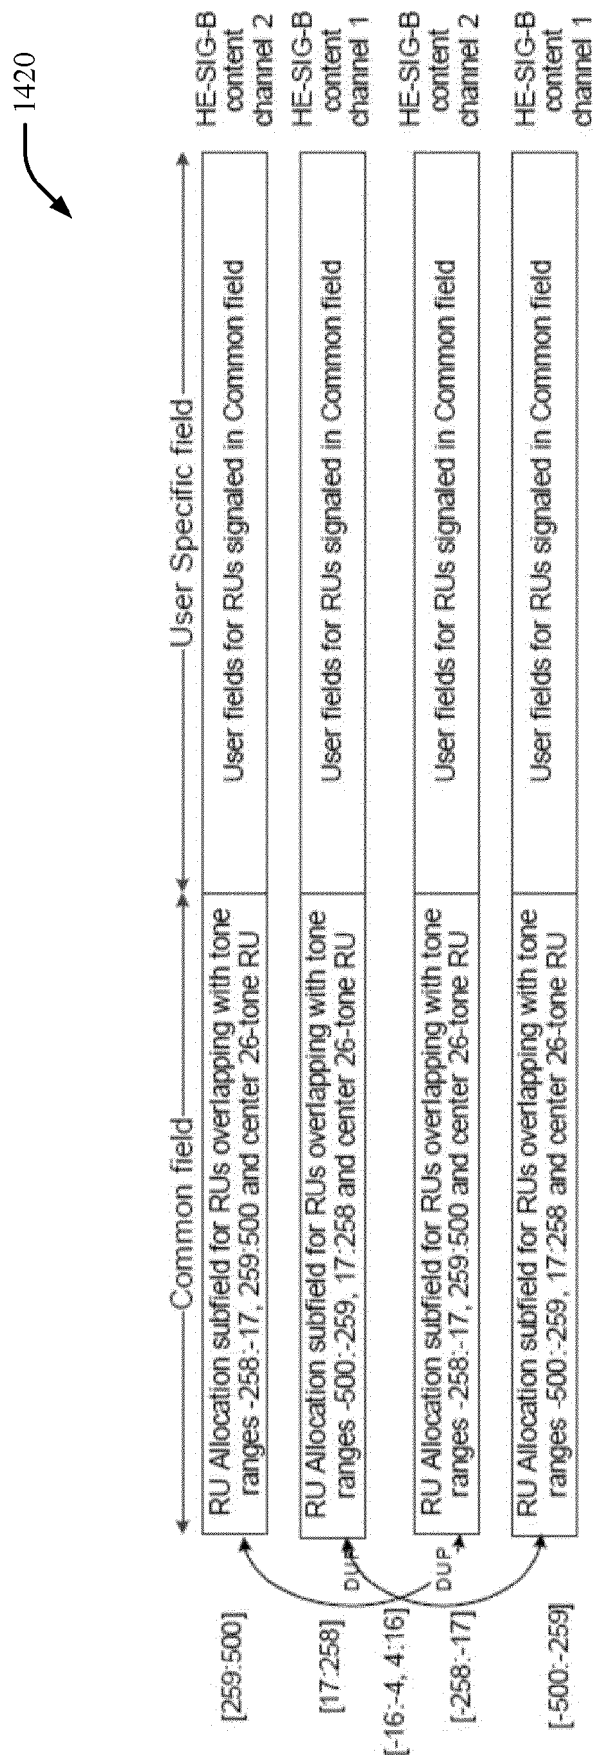 1420
Common field
User Specific field
[259:500]
RU Allocation subfield for RUs overlapping with tone
ranges -258:-17, 259:500 and center 26-tone RU
User fields for RUs signaled in Common field
HE-SIG-B
content
channel 2
[17:258]
DUP
RU Allocation subfield for RUs overlapping with tone
ranges -500:-259, 17:258 and center 26-tone RU
User fields for RUs signaled in Common field
HE-SIG-B
content
channel 1
[-16:-4, 4:16]
[-258:-17]
DUP
RU Allocation subfield for RUs overlapping with tone
ranges -258:-17, 259:500 and center 26-tone RU
User fields for RUs signaled in Common field
HE-SIG-B
content
channel 2
[-500:-259]
RU Allocation subfield for RUs overlapping with tone
ranges -500:-259, 17:258 and center 26-tone RU
User fields for RUs signaled in Common field
HE-SIG-B
content
channel 1